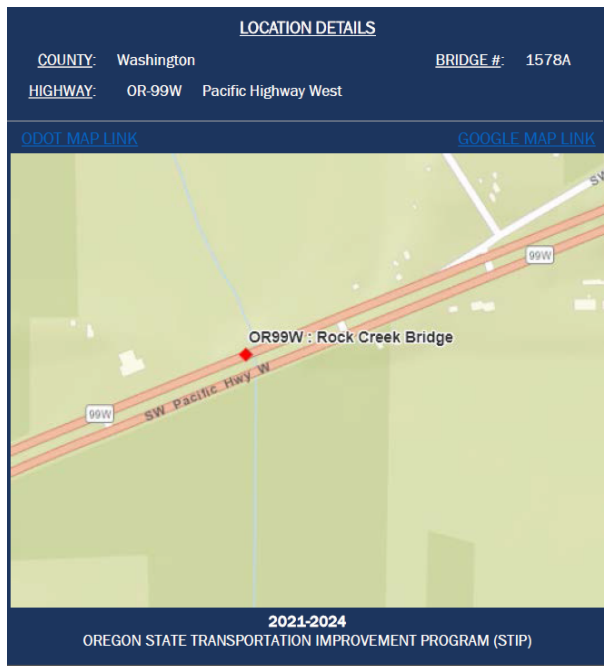 LOCATION DETAILS
COUNTY: Washington BRIDGE #: 1578A
HIGHWAY: OR-99W Pacific Highway West
ODOT MAP LINK GOOGLE MAP LINK
SW
99W
OR99W : Rock Creek Bridge
SW Pacific Hwy W
99W
2021-2024
OREGON STATE TRANSPORTATION IMPROVEMENT PROGRAM (STIP)